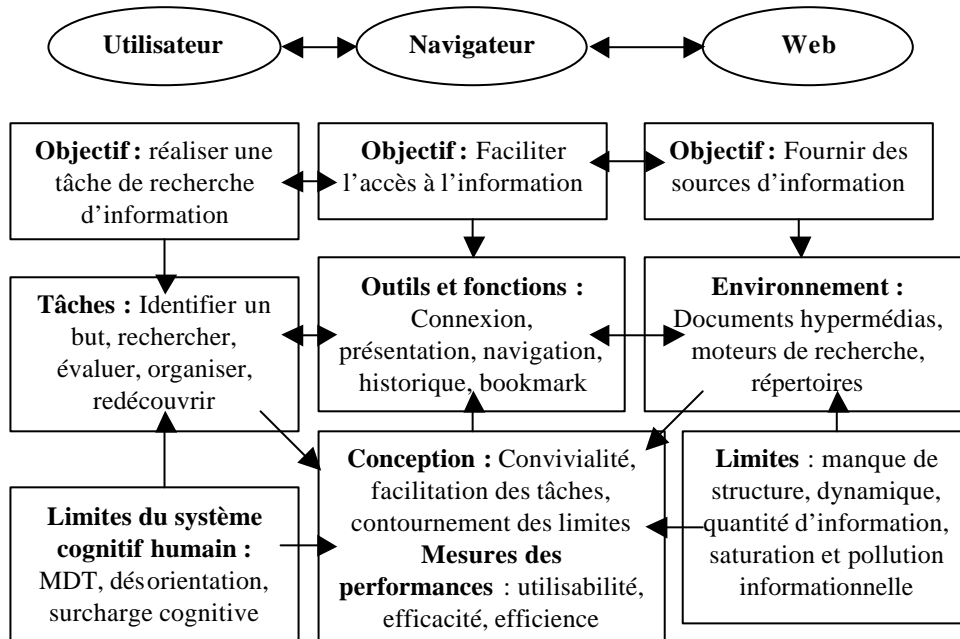 Utilisateur
Navigateur
Web
Objectif : réaliser une
tâche de recherche
d’information
Objectif : Faciliter
l’accès à l’information
Objectif : Fournir des
sources d’information
Tâches : Identifier un
but, rechercher,
évaluer, organiser,
redécouvrir
Outils et fonctions :
Connexion,
présentation, navigation,
historique, bookmark
Environnement :
Documents hypermédias,
moteurs de recherche,
répertoires
Limites du système
cognitif humain :
MDT, désorientation,
surcharge cognitive
Conception : Convivialité,
facilitation des tâches,
contournement des limites
Mesures des
performances : utilisabilité,
efficacité, efficience
Limites : manque de
structure, dynamique,
quantité d’information,
saturation et pollution
informationnelle